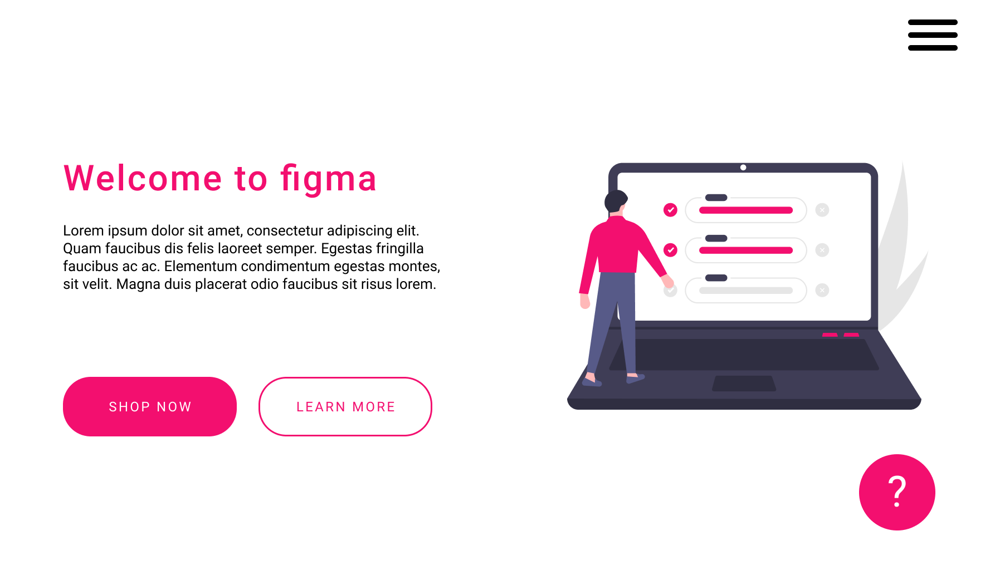 Welcome to figma
Lorem ipsum dolor sit amet, consectetur adipiscing elit.
Quam faucibus dis felis laoreet semper. Egestas fringilla
faucibus ac ac. Elementum condimentum egestas montes,
sit velit. Magna duis placerat odio faucibus sit risus lorem.
SHOP NOW
LEARN MORE
?